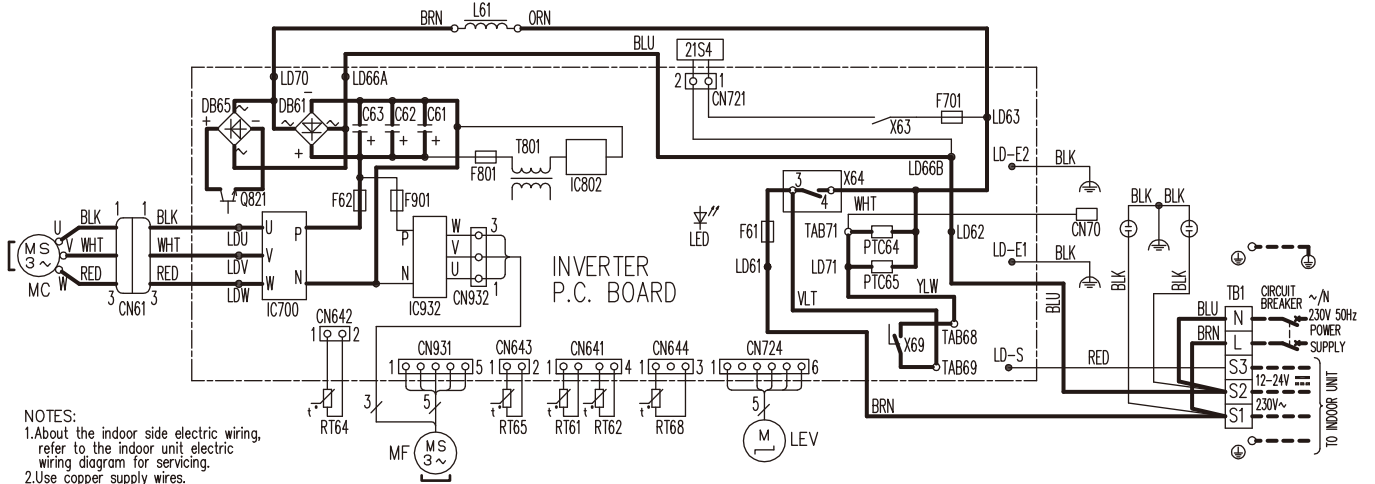 BRN L61 ORN
BLU
21S4
LD70 LD66A
2 1
CN721
DB65 DB61 C63 C62 C61
~ − ~ ~
+ − + + + +
~
F701
X63
LD63
T801
F801
IC802
LD66B
LD-E2 BLK
Q821
F62 F901
3 X64
4
BLK BLK
U BLK 1 1 BLK
LDU
U P
P
W 3
V
U 1
LED
F61
WHT
TAB71
PTC64
CN70
LD62
MS
3~
V WHT WHT
LDV
V
INVERTER
P.C. BOARD
LD61 LD71
PTC65
LD-E1 BLK
MC
W RED RED
3 3
CN61
LDW
W N
IC700
N
IC932
CN932
VLT
YLW
BLU
BLK
BLK
TB1
CIRCUIT
BREAKER
~/N
230V 50Hz
POWER
SUPPLY
BLU N
BRN L
CN642
1 2
X69
TAB68
TAB69
LD-S RED
S3
12-24V
S2
230V~
S1
TO INDOOR UNIT
CN931
1 5
CN643
1 2
CN641
1 4
CN644
1 3
CN724
1 6
BRN
t° 3 5 t° t° t° t° 5
RT64 RT65 RT61 RT62 RT68
MF
MS
3~
M
LEV
NOTES:
1.About the indoor side electric wiring,
refer to the indoor unit electric
wiring diagram for servicing.
2.Use copper supply wires.